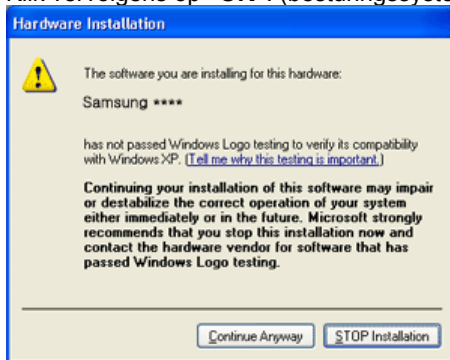 Hardware Installation
The software you are installing for this hardware:
Samsung ****
has not passed Windows Logo testing to verify its compatibility
with Windows XP. (Tell me why this testing is important.)
Continuing your installation of this software may impair
or destabilize the correct operation of your system
either immediately or in the future. Microsoft strongly
recommends that you stop this installation now and
contact the hardware vendor for software that has
passed Windows Logo testing.
Continue Anyway
STOP Installation